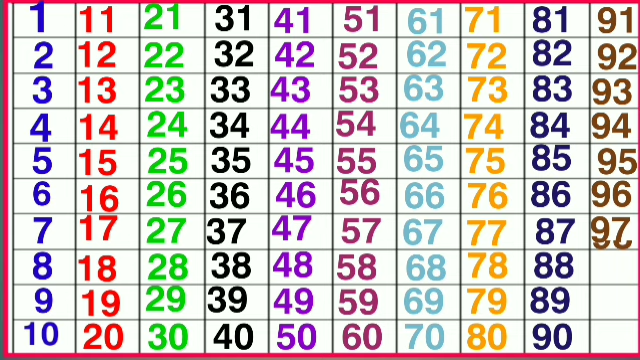 1 11 21 31 41 51 61 71 81 91
2 12 22 32 42 52 62 72 82 92
3 13 23 33 43 53 63 73 83 93
4 14 24 34 44 54 64 74 84 94
5 15 25 35 45 55 65 75 85 95
6 16 26 36 46 56 66 76 86 96
7 17 27 37 47 57 67 77 87 97
8 18 28 38 48 58 68 78 88
9 19 29 39 49 59 69 79 89
10 20 30 40 50 60 70 80 90